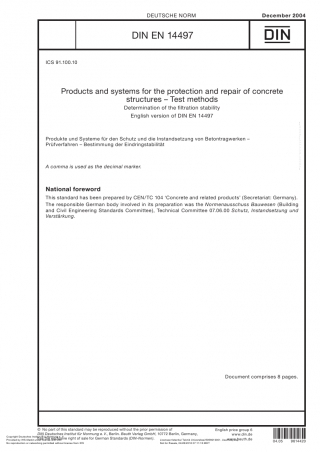 DEUTSCHE NORM
December 2004
DIN EN 14497
DIN
ICS 91.100.10
Products and systems for the protection and repair of concrete
structures – Test methods
Determination of the filtration stability
English version of DIN EN 14497
Produkte und Systeme für den Schutz und die Instandsetzung von Betontragwerken –
Prüfverfahren – Bestimmung der Eindringstabilität
A comma is used as the decimal marker.
National foreword
This standard has been prepared by CEN/TC 104 ‘Concrete and related products’ (Secretariat: Germany).
The responsible German body involved in its preparation was the Normenausschuss Bauwesen (Building
and Civil Engineering Standards Committee), Technical Committee 07.06.00 Schutz, Instandsetzung und
Verstärkung.
Document comprises 8 pages.
No part of this standard may be reproduced without the prior permission of
DIN Deutsches Institut für Normung e. V., Berlin. Beuth Verlag GmbH, 10772 Berlin, Germany,
right of sale for German Standards (DIN-Normen).
English price group 8
www.din.de
www.beuth.de